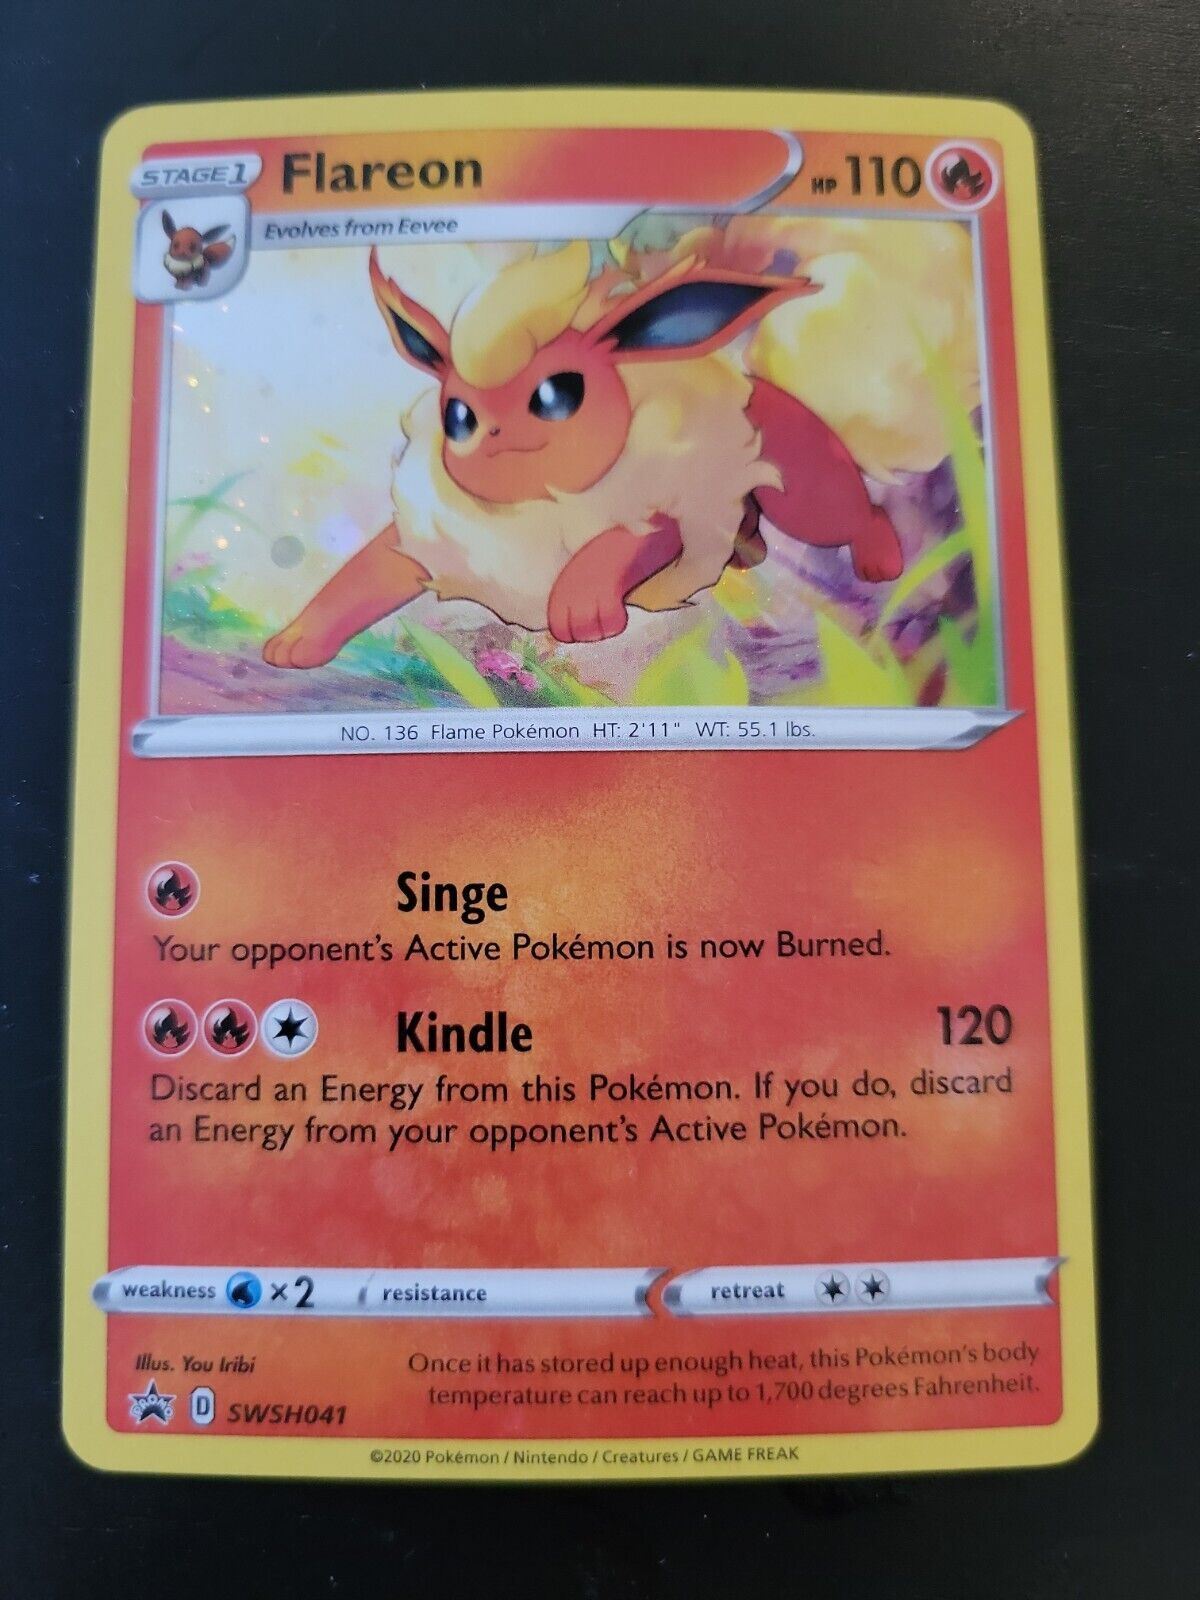 STAGE 1 Flareon HP 110
Evolves from Eevee
NO. 136 Flame Pokémon HT: 2'11" WT: 55.1 lbs.
Singe
Your opponent's Active Pokémon is now Burned.
Kindle 120
Discard an Energy from this Pokémon. If you do, discard
an Energy from your opponent's Active Pokémon.
weakness ×2 resistance retreat
Illus. You Iribi
Once it has stored up enough heat, this Pokémon's body
temperature can reach up to 1,700 degrees Fahrenheit.
PROMO D SWSH041
©2020 Pokémon / Nintendo / Creatures / GAME FREAK